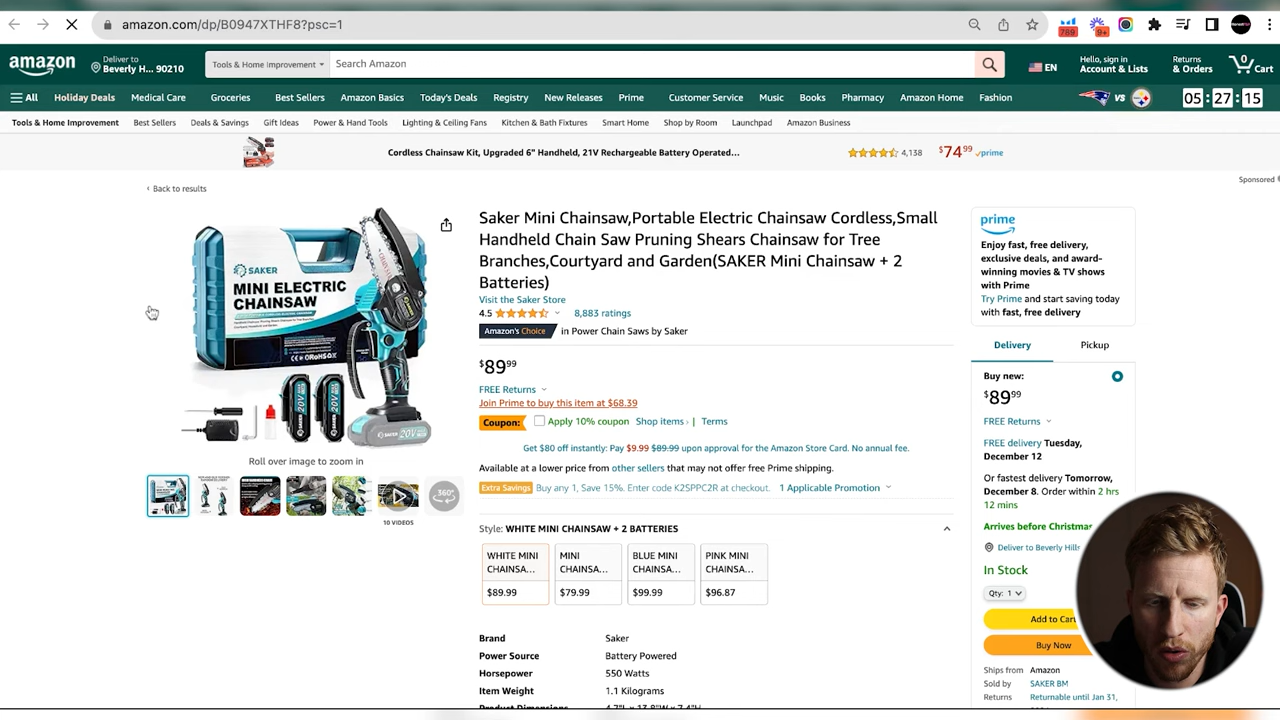 amazon.com/dp/B0947XTHF8?psc=1
789
9+
amazon
Deliver to
Beverly H... 90210
Tools & Home Improvement
Search Amazon
EN
Hello, sign in
Account & Lists
Returns
& Orders
0
Cart
All
Holiday Deals
Medical Care
Groceries
Best Sellers
Amazon Basics
Today's Deals
Registry
New Releases
Prime
Customer Service
Music
Books
Pharmacy
Amazon Home
Fashion
VS
05:27:15
Tools & Home Improvement
Best Sellers
Deals & Savings
Gift Ideas
Power & Hand Tools
Lighting & Ceiling Fans
Kitchen & Bath Fixtures
Smart Home
Shop by Room
Launchpad
Amazon Business
Cordless Chainsaw Kit, Upgraded 6" Handheld, 21V Rechargeable Battery Operated...
4,138
$74.99
prime
Sponsored
‹ Back to results
SAKER
MINI ELECTRIC
CHAINSAW
20V
20V
20V
Roll over image to zoom in
360°
10 VIDEOS
Saker Mini Chainsaw,Portable Electric Chainsaw Cordless,Small
Handheld Chain Saw Pruning Shears Chainsaw for Tree
Branches,Courtyard and Garden(SAKER Mini Chainsaw + 2
Batteries)
Visit the Saker Store
4.5
8,883 ratings
Amazon's Choice
in Power Chain Saws by Saker
$89.99
FREE Returns
Join Prime to buy this item at $68.39
Coupon:
Apply 10% coupon
Shop items ›
Terms
Get $80 off instantly: Pay $9.99 $89.99 upon approval for the Amazon Store Card. No annual fee.
Available at a lower price from other sellers that may not offer free Prime shipping.
Extra Savings
Buy any 1, Save 15%. Enter code K2SPPC2R at checkout.
1 Applicable Promotion
Style: WHITE MINI CHAINSAW + 2 BATTERIES
WHITE MINI
CHAINSA...
$89.99
MINI
CHAINSA...
$79.99
BLUE MINI
CHAINSA...
$99.99
PINK MINI
CHAINSA...
$96.87
Brand
Saker
Power Source
Battery Powered
Horsepower
550 Watts
Item Weight
1.1 Kilograms
Product Dimensions
4.7"L x 13.8"W x 7.4"H
prime
Enjoy fast, free delivery,
exclusive deals, and award-
winning movies & TV shows
with Prime
Try Prime and start saving today
with fast, free delivery
Delivery
Pickup
Buy new:
$89.99
FREE Returns
FREE delivery Tuesday,
December 12
Or fastest delivery Tomorrow,
December 8. Order within 2 hrs
12 mins
Arrives before Christmas
Deliver to Beverly Hills
In Stock
Qty: 1
Add to Cart
Buy Now
Ships from
Amazon
Sold by
SAKER BM
Returns
Returnable until Jan 31,